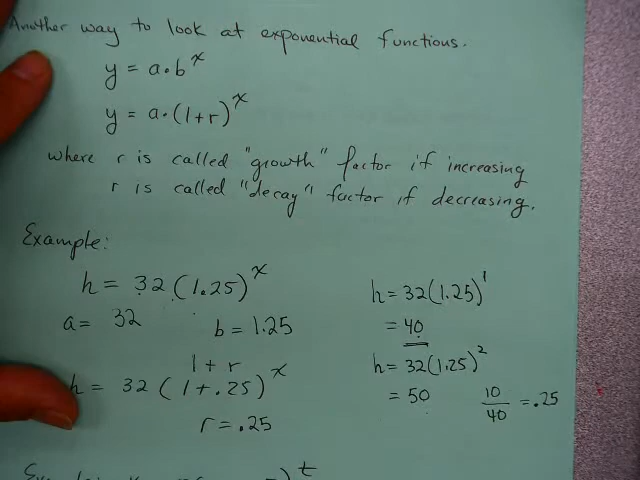 Another way to look at exponential functions.
y = a•b^x
y = a•(1+r)^x
where r is called "growth" factor if increasing
r is called "decay" factor if decreasing.
Example:
h = 32(1.25)^x
a = 32
b = 1.25
1 + r
h = 32(1+.25)^x
r = .25
h = 32(1.25)^1
= 40
h = 32(1.25)^2
= 50
10/40 = .25
t